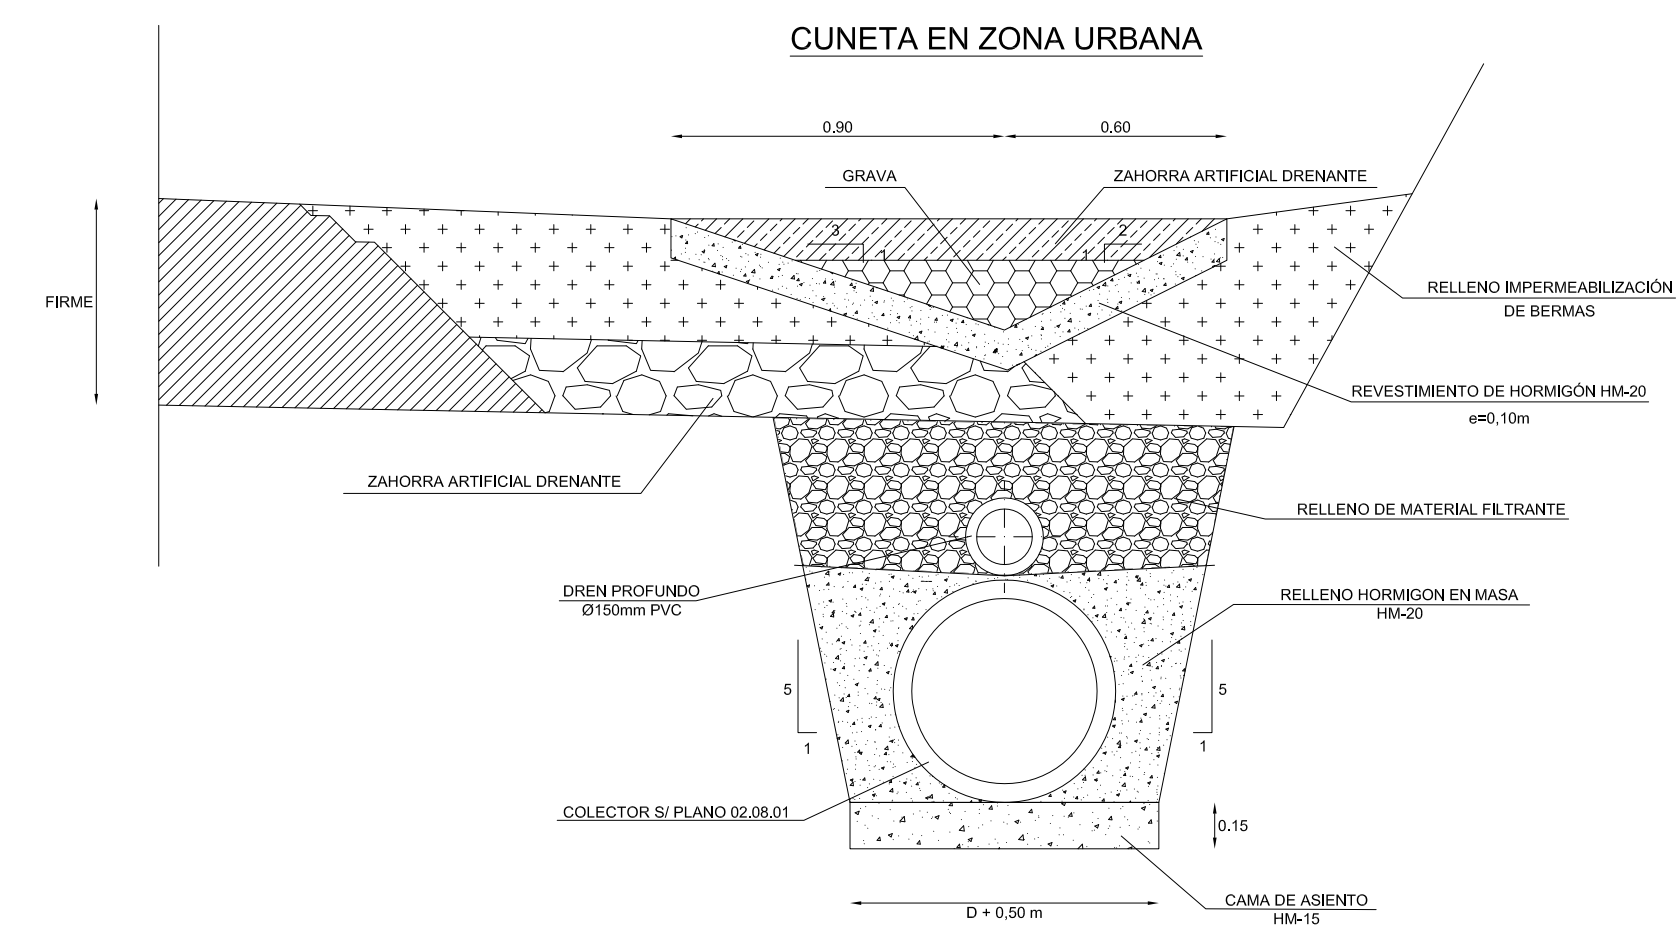 CUNETA EN ZONA URBANA
0.90
0.60
GRAVA
ZAHORRA ARTIFICIAL DRENANTE
3
1
1
2
FIRME
RELLENO IMPERMEABILIZACIÓN
DE BERMAS
REVESTIMIENTO DE HORMIGÓN HM-20
e=0,10m
ZAHORRA ARTIFICIAL DRENANTE
RELLENO DE MATERIAL FILTRANTE
DREN PROFUNDO
Ø150mm PVC
RELLENO HORMIGON EN MASA
HM-20
5
1
5
1
COLECTOR S/ PLANO 02.08.01
0.15
CAMA DE ASIENTO
HM-15
D + 0,50 m